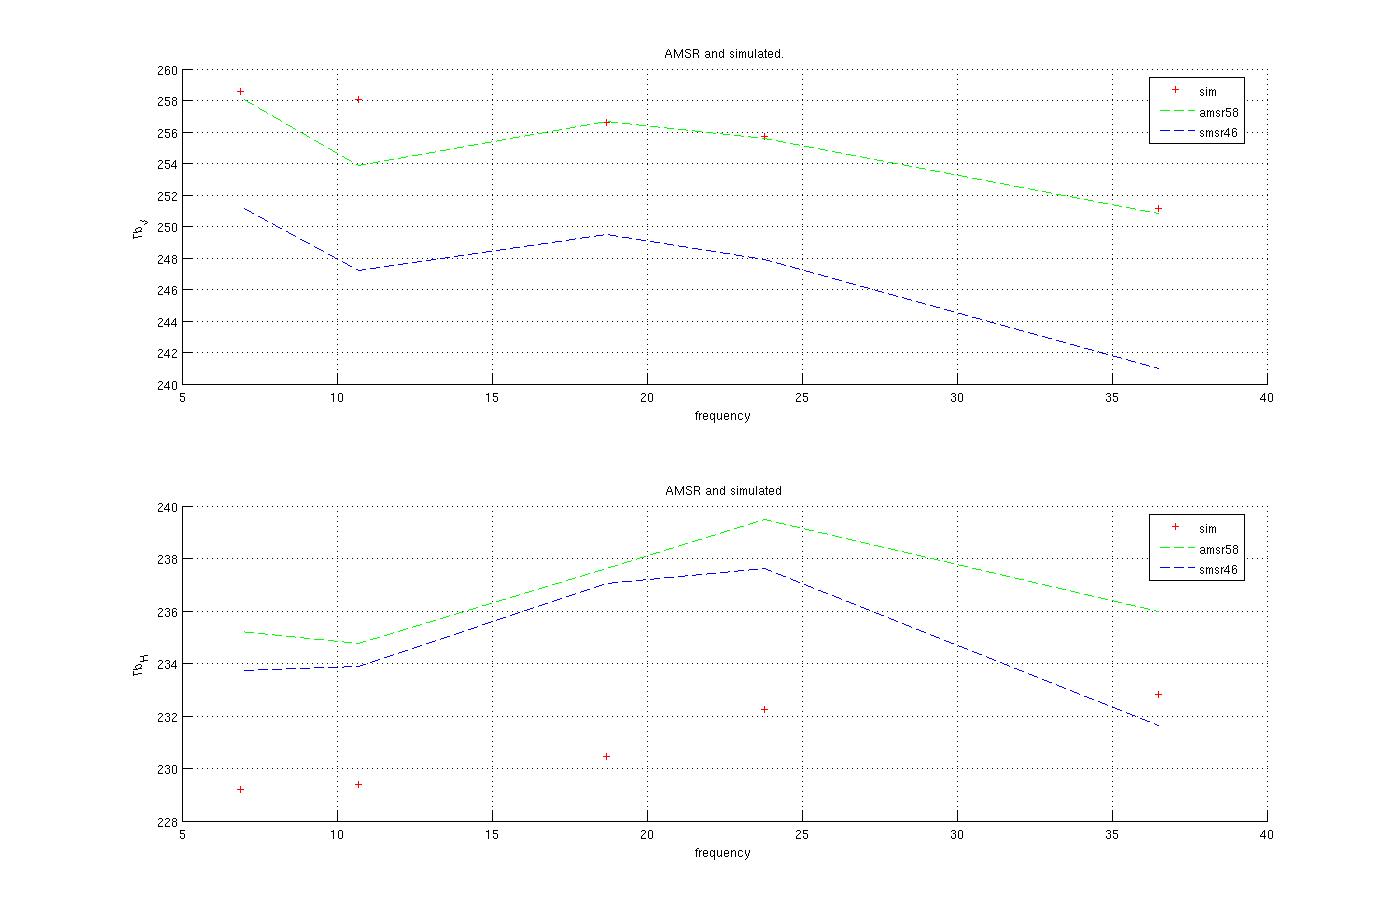 AMSR and simulated.
260
258
256
254
252
250
248
246
244
242
240
Tb_V
5 10 15 20 25 30 35 40
frequency
sim
amsr58
smsr46
AMSR and simulated
240
238
236
234
232
230
228
Tb_H
5 10 15 20 25 30 35 40
frequency
sim
amsr58
smsr46